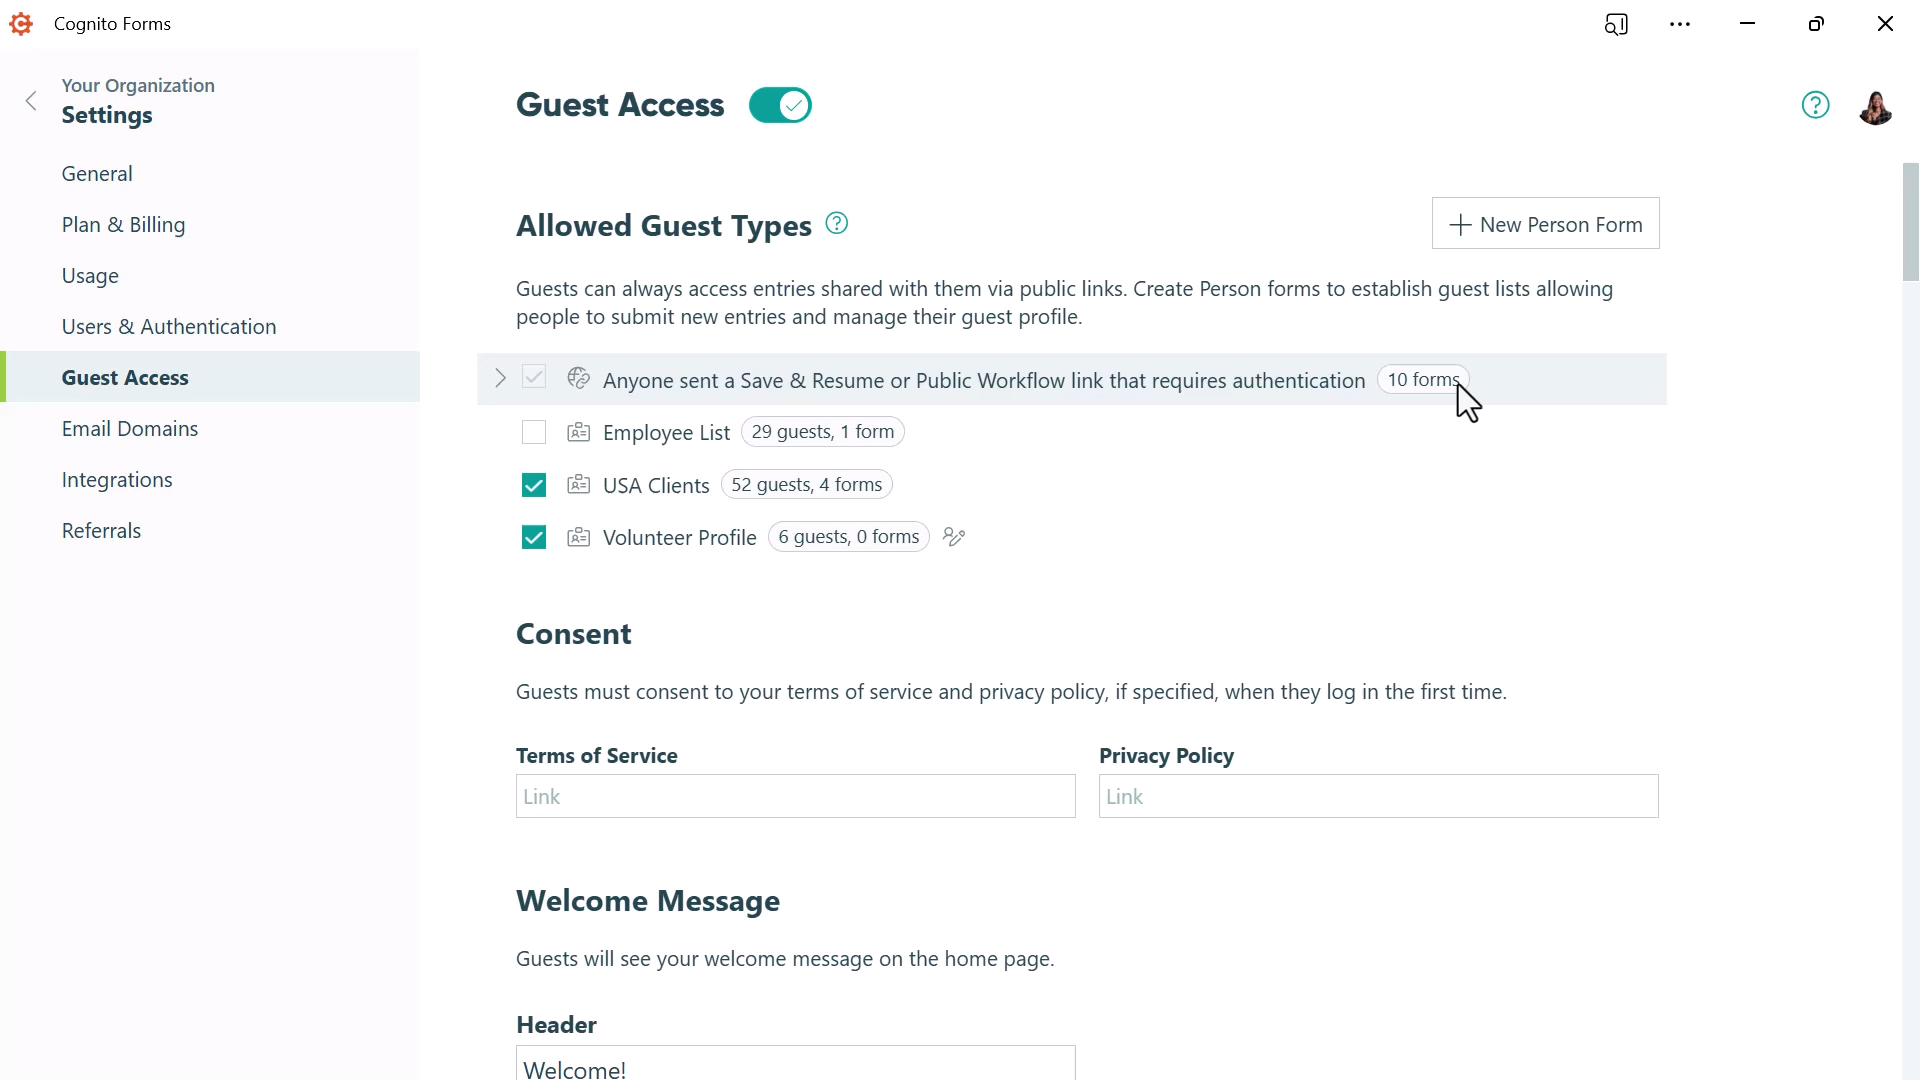 Cognito Forms
Your Organization
Settings
General
Plan & Billing
Usage
Users & Authentication
Guest Access
Email Domains
Integrations
Referrals
Guest Access
Allowed Guest Types
New Person Form
Guests can always access entries shared with them via public links. Create Person forms to establish guest lists allowing
people to submit new entries and manage their guest profile.
Anyone sent a Save & Resume or Public Workflow link that requires authentication 10 forms
Employee List 29 guests, 1 form
USA Clients 52 guests, 4 forms
Volunteer Profile 6 guests, 0 forms
Consent
Guests must consent to your terms of service and privacy policy, if specified, when they log in the first time.
Terms of Service Privacy Policy
Link Link
Welcome Message
Guests will see your welcome message on the home page.
Header
Welcome!